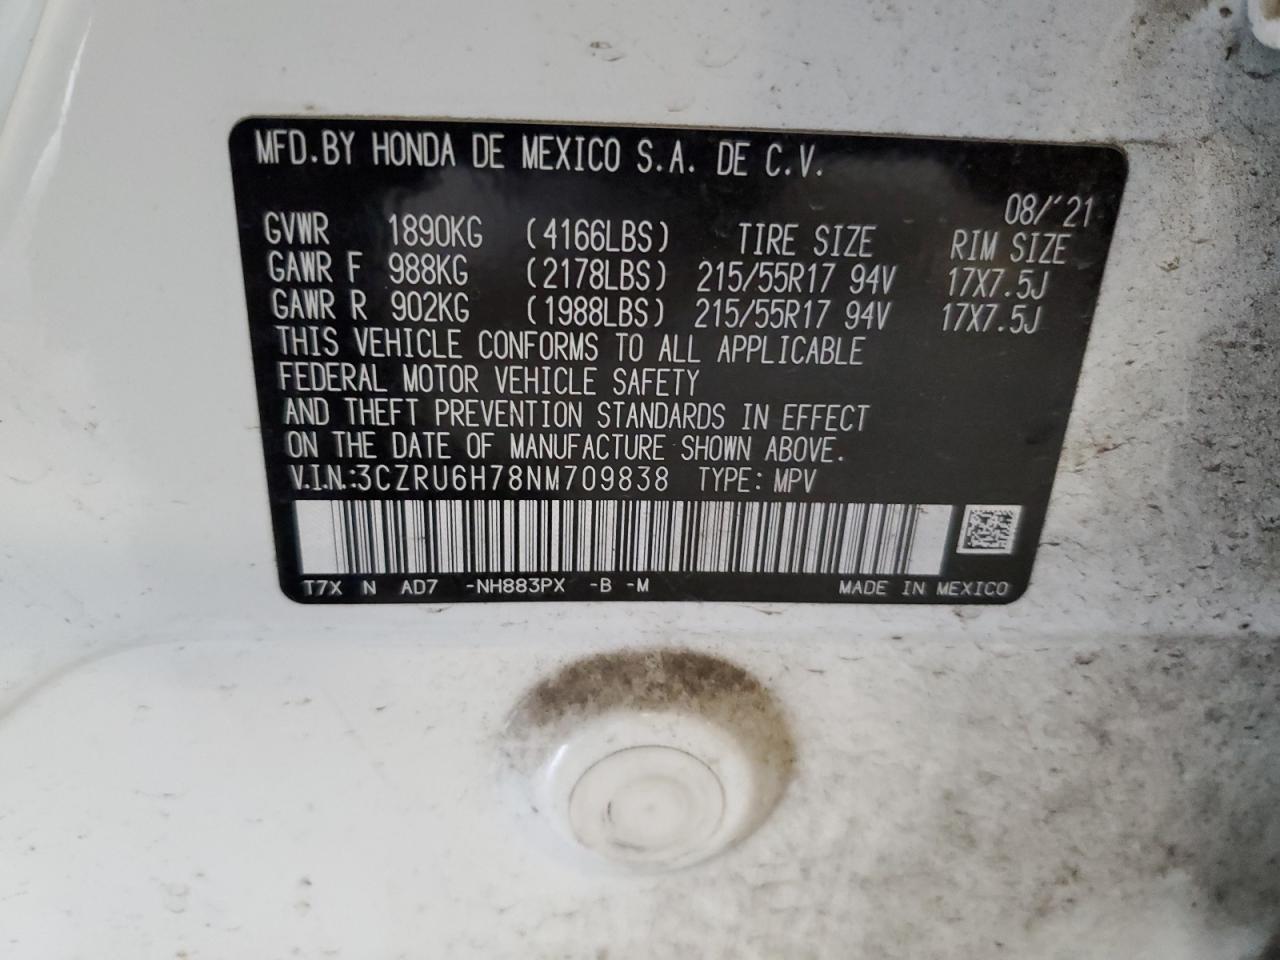 MFD.BY HONDA DE MEXICO S.A. DE C.V.
08/'21
GVWR 1890KG (4166LBS) TIRE SIZE RIM SIZE
GAWR F 988KG (2178LBS) 215/55R17 94V 17X7.5J
GAWR R 902KG (1988LBS) 215/55R17 94V 17X7.5J
THIS VEHICLE CONFORMS TO ALL APPLICABLE
FEDERAL MOTOR VEHICLE SAFETY
AND THEFT PREVENTION STANDARDS IN EFFECT
ON THE DATE OF MANUFACTURE SHOWN ABOVE.
V.I.N.:3CZRU6H78NM709838 TYPE: MPV
T7X N AD7 -NH883PX -B -M MADE IN MEXICO